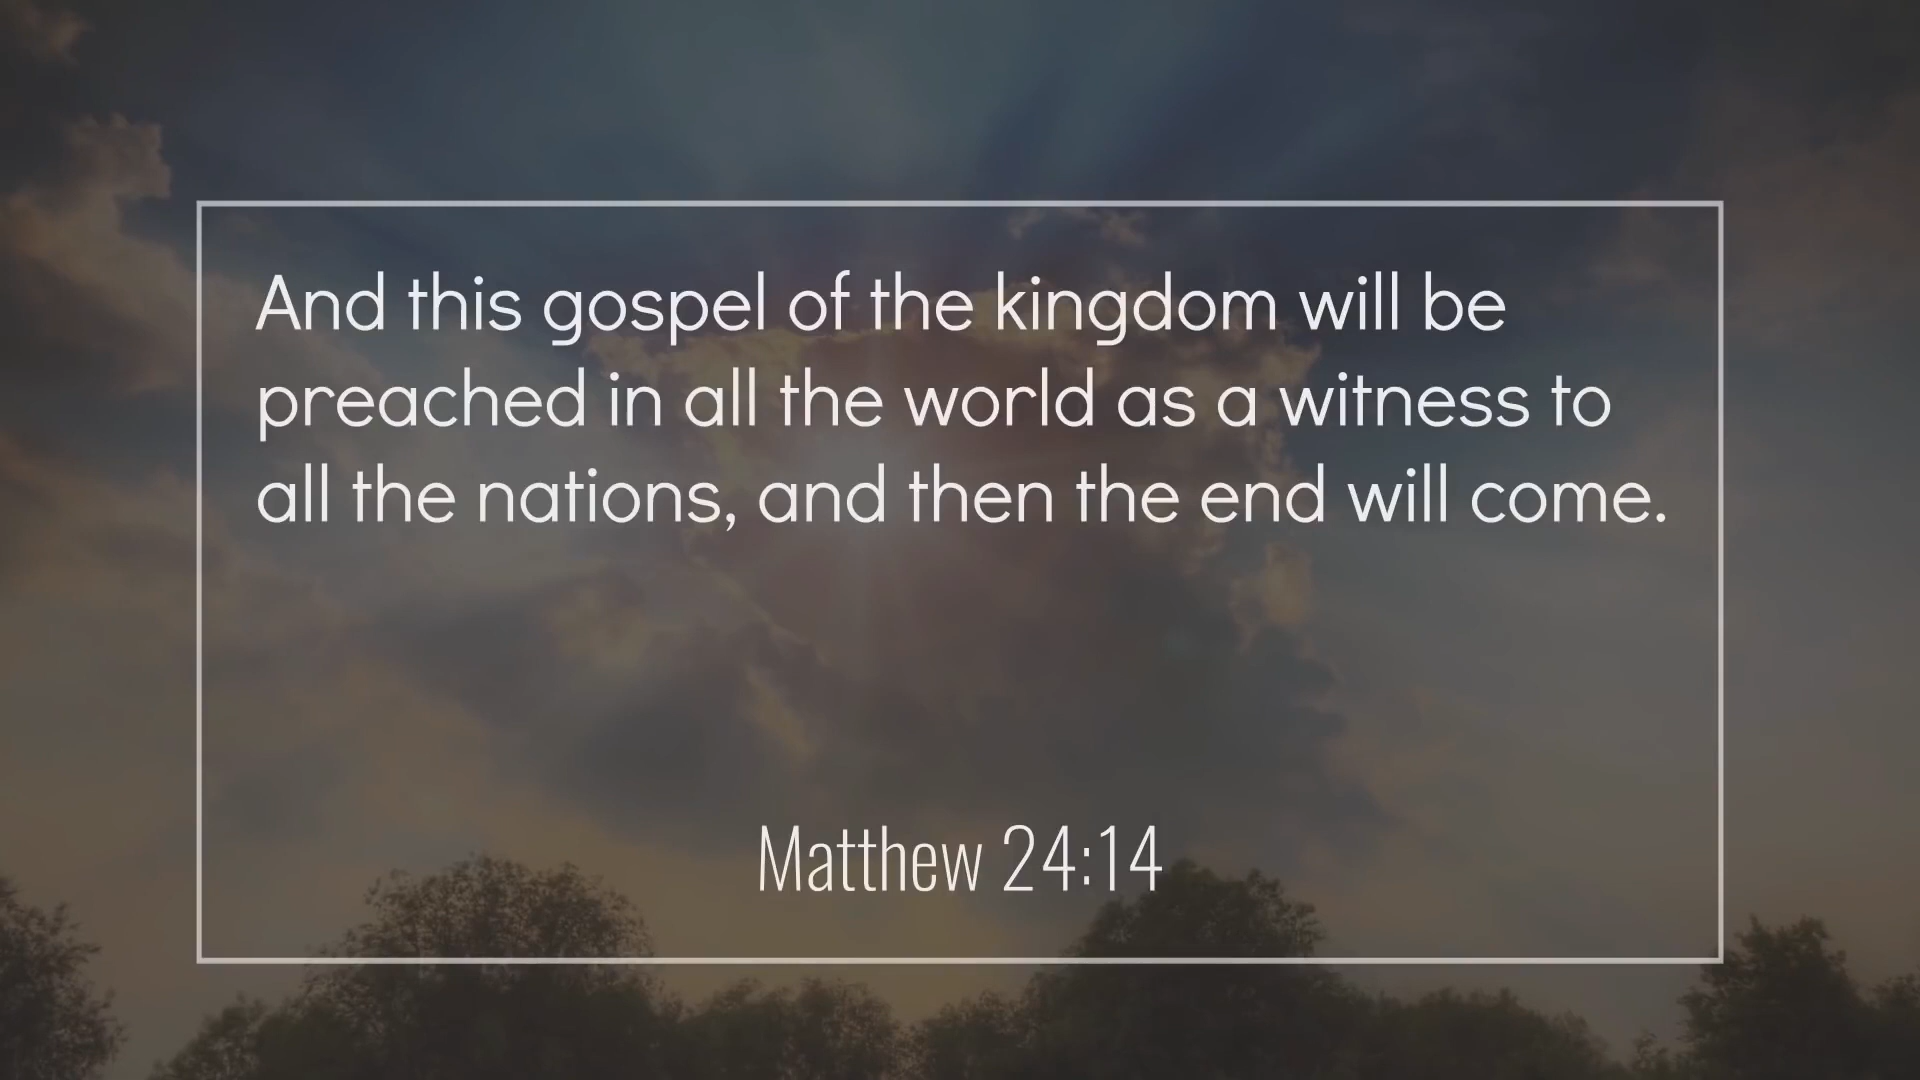 And this gospel of the kingdom will be
preached in all the world as a witness to
all the nations, and then the end will come.
Matthew 24:14